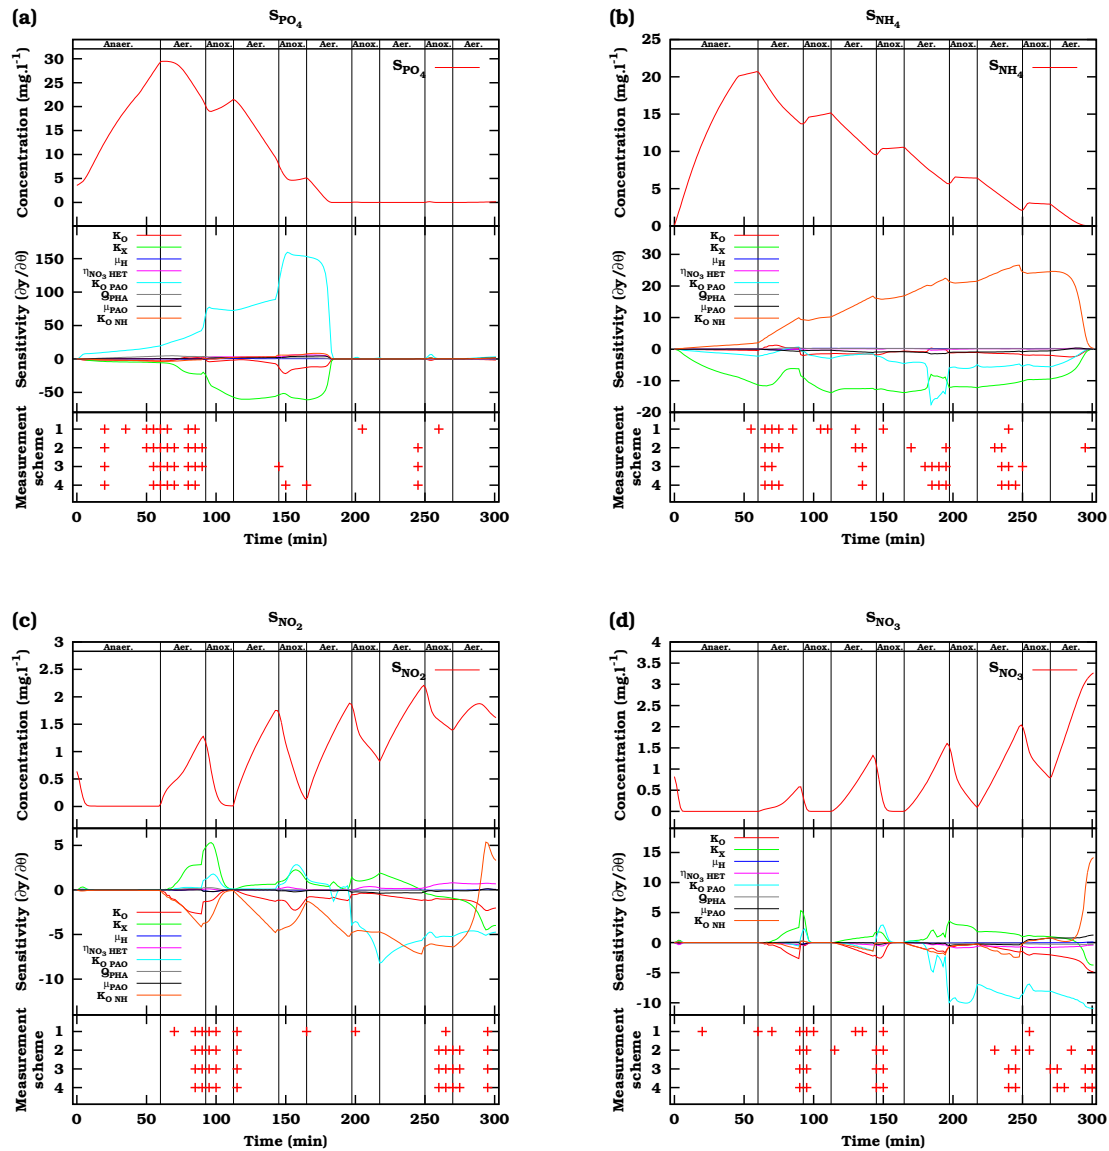 (a)
S_PO4
Anaer. Aer. Anox. Aer. Anox. Aer. Anox. Aer. Anox. Aer.
S_PO4
Concentration (mg.l⁻¹)
30
25
20
15
10
5
0
K_O
K_X
μ_H
η_NO3 HET
K_O PAO
Q_PHA
μ_PAO
K_O NH
Sensitivity (∂y/∂θ)
150
100
50
0
-50
Measurement scheme
1
2
3
4
0 50 100 150 200 250 300
Time (min)
(b)
S_NH4
Anaer. Aer. Anox. Aer. Anox. Aer. Anox. Aer. Anox. Aer.
S_NH4
Concentration (mg.l⁻¹)
25
20
15
10
5
0
K_O
K_X
μ_H
η_NO3 HET
K_O PAO
Q_PHA
μ_PAO
K_O NH
Sensitivity (∂y/∂θ)
30
20
10
0
-10
-20
Measurement scheme
1
2
3
4
0 50 100 150 200 250 300
Time (min)
(c)
S_NO2
Anaer. Aer. Anox. Aer. Anox. Aer. Anox. Aer. Anox. Aer.
S_NO2
Concentration (mg.l⁻¹)
3
2.5
2
1.5
1
0.5
0
Sensitivity (∂y/∂θ)
5
0
-5
-10
K_O
K_X
μ_H
η_NO3 HET
K_O PAO
Q_PHA
μ_PAO
K_O NH
Measurement scheme
1
2
3
4
0 50 100 150 200 250 300
Time (min)
(d)
S_NO3
Anaer. Aer. Anox. Aer. Anox. Aer. Anox. Aer. Anox. Aer.
S_NO3
Concentration (mg.l⁻¹)
4
3.5
3
2.5
2
1.5
1
0.5
0
K_O
K_X
μ_H
η_NO3 HET
K_O PAO
Q_PHA
μ_PAO
K_O NH
Sensitivity (∂y/∂θ)
15
10
5
0
-5
-10
Measurement scheme
1
2
3
4
0 50 100 150 200 250 300
Time (min)